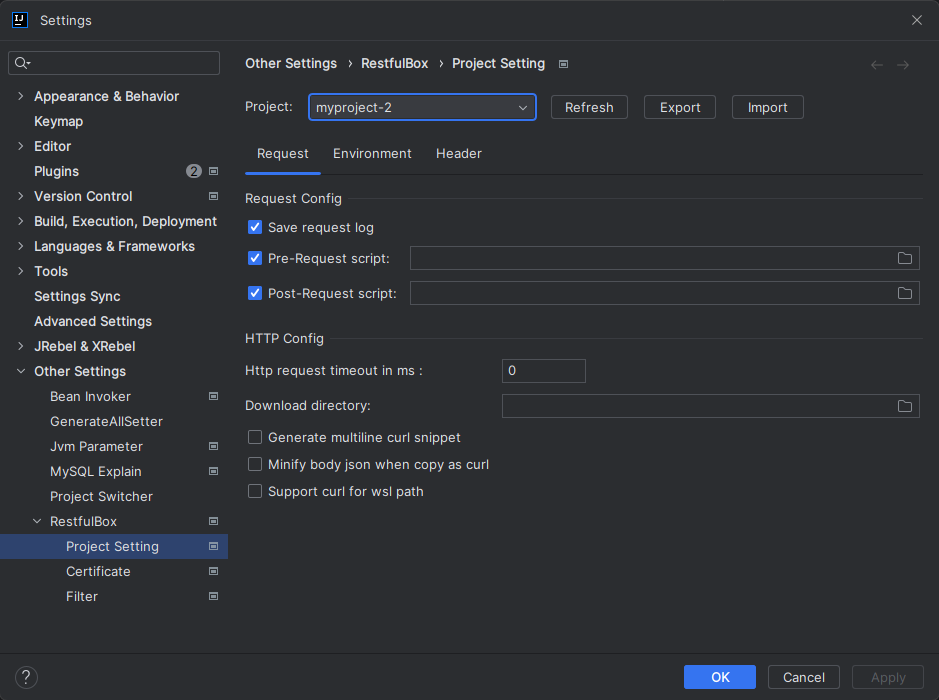 Settings
Other Settings › RestfulBox › Project Setting
Appearance & Behavior
Keymap
Editor
Plugins 2
Version Control
Build, Execution, Deployment
Languages & Frameworks
Tools
Settings Sync
Advanced Settings
JRebel & XRebel
Other Settings
Bean Invoker
GenerateAllSetter
Jvm Parameter
MySQL Explain
Project Switcher
RestfulBox
Project Setting
Certificate
Filter
Project: myproject-2 Refresh Export Import
Request Environment Header
Request Config
Save request log
Pre-Request script:
Post-Request script:
HTTP Config
Http request timeout in ms : 0
Download directory:
Generate multiline curl snippet
Minify body json when copy as curl
Support curl for wsl path
? OK Cancel Apply